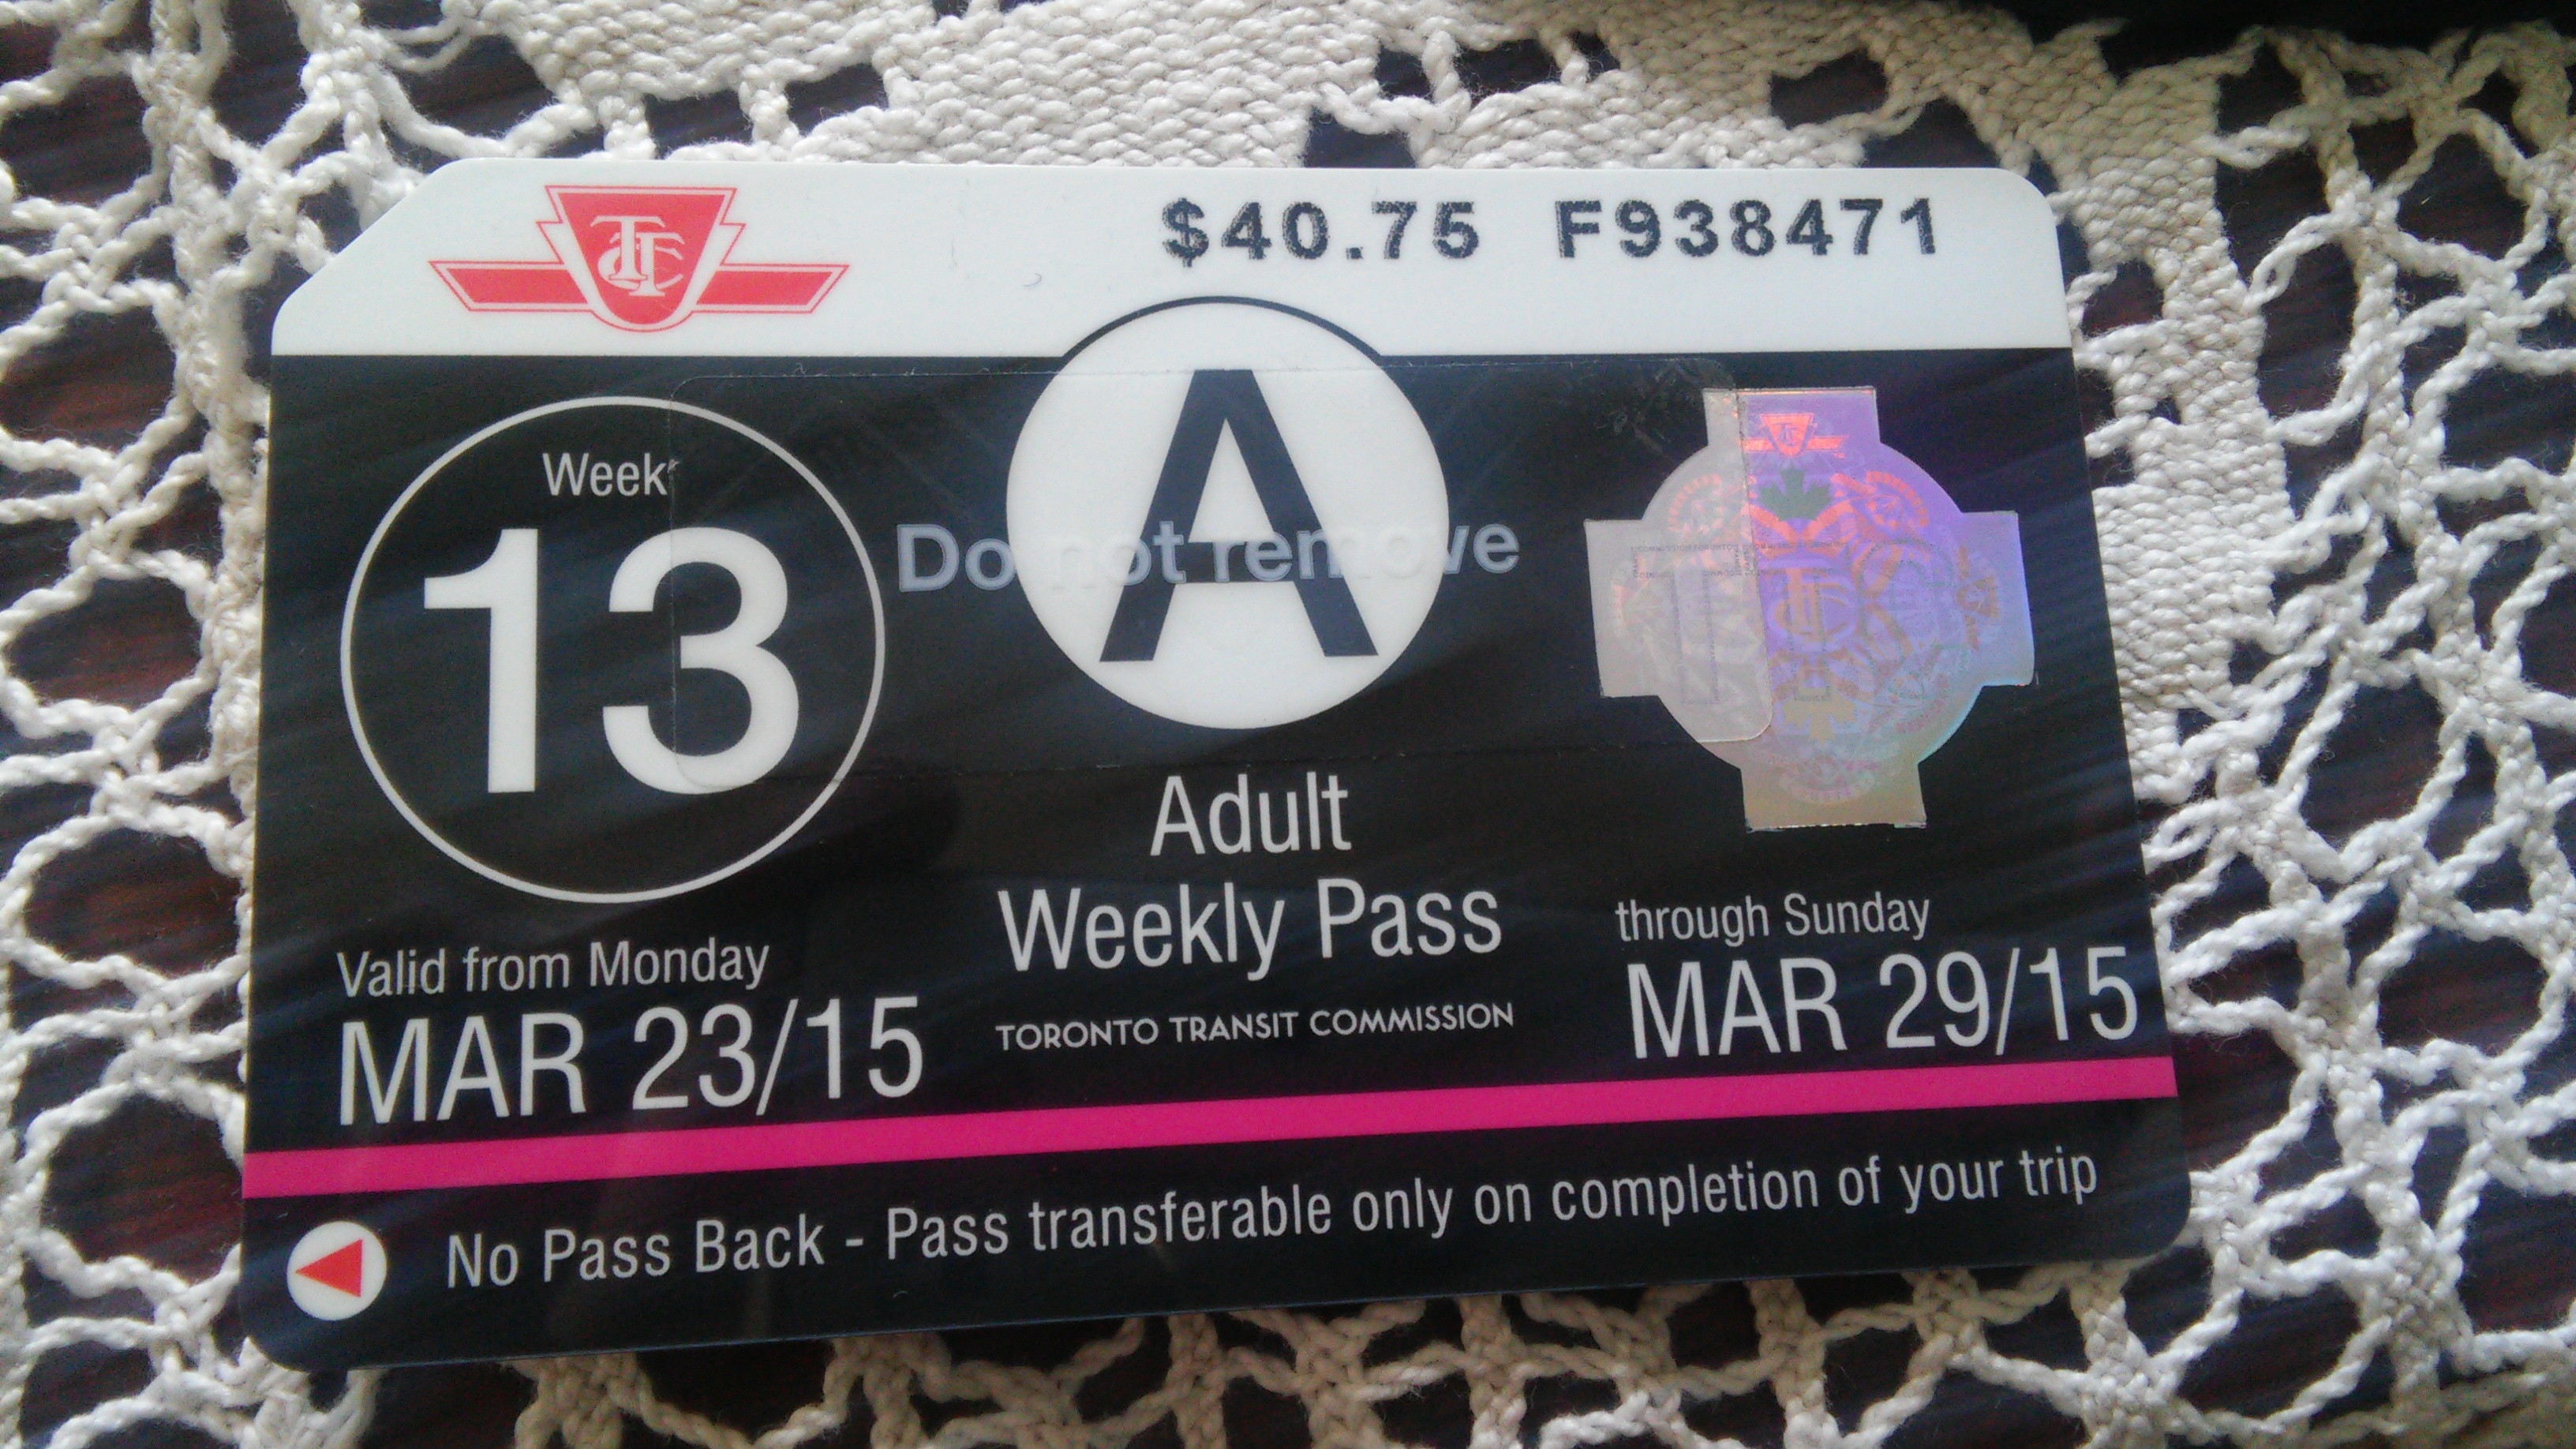 TTC
$40.75 F938471
Week
13
A
Do not remove
Adult
Weekly Pass
TORONTO TRANSIT COMMISSION
Valid from Monday
MAR 23/15
through Sunday
MAR 29/15
No Pass Back - Pass transferable only on completion of your trip